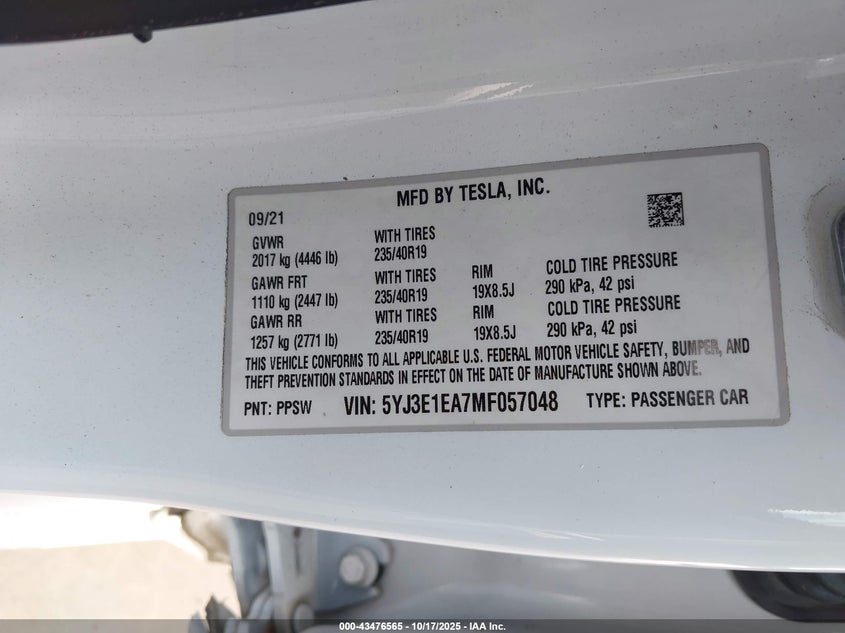 MFD BY TESLA, INC.
09/21
GVWR WITH TIRES
2017 kg (4446 lb) 235/40R19
GAWR FRT WITH TIRES RIM COLD TIRE PRESSURE
1110 kg (2447 lb) 235/40R19 19X8.5J 290 kPa, 42 psi
GAWR RR WITH TIRES RIM COLD TIRE PRESSURE
1257 kg (2771 lb) 235/40R19 19X8.5J 290 kPa, 42 psi
THIS VEHICLE CONFORMS TO ALL APPLICABLE U.S. FEDERAL MOTOR VEHICLE SAFETY, BUMPER, AND
THEFT PREVENTION STANDARDS IN EFFECT ON THE DATE OF MANUFACTURE SHOWN ABOVE.
PNT: PPSW VIN: 5YJ3E1EA7MF057048 TYPE: PASSENGER CAR
000-43476565 - 10/17/2025 - IAA Inc.